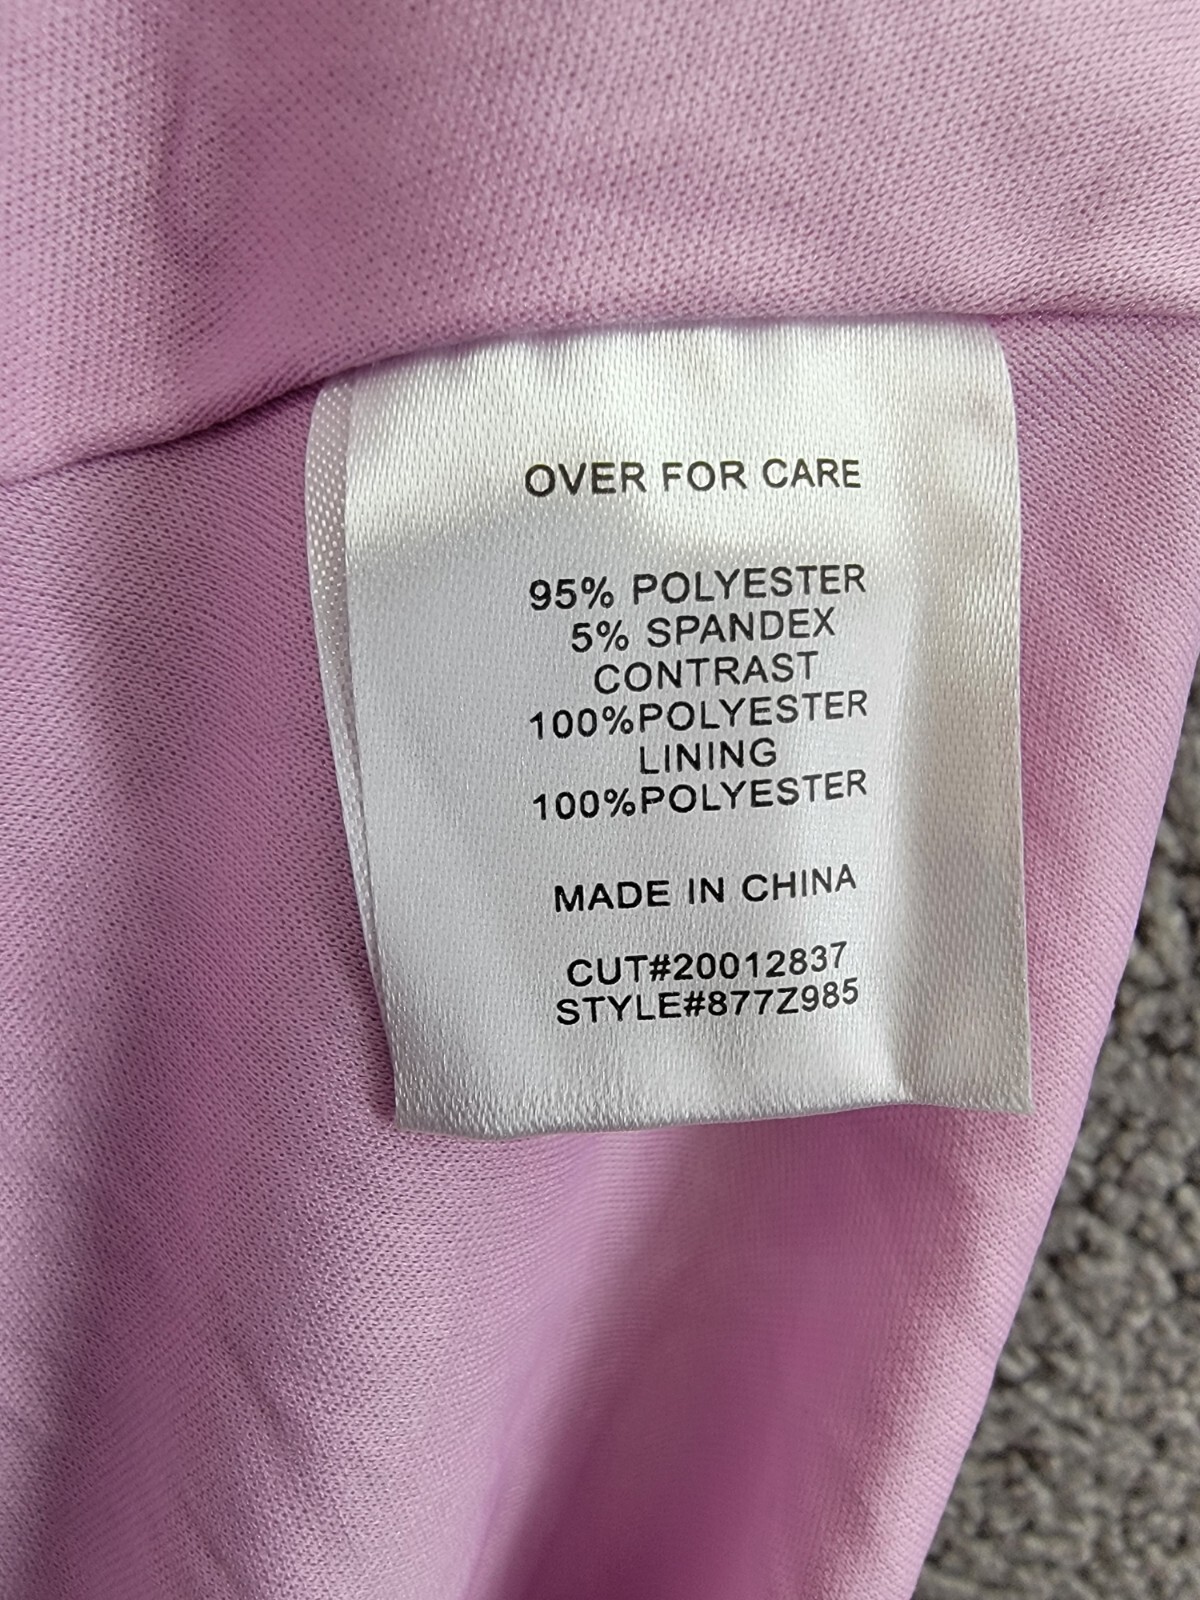 OVER FOR CARE
95% POLYESTER
5% SPANDEX
CONTRAST
100%POLYESTER
LINING
100%POLYESTER
MADE IN CHINA
CUT#20012837
STYLE#877Z985